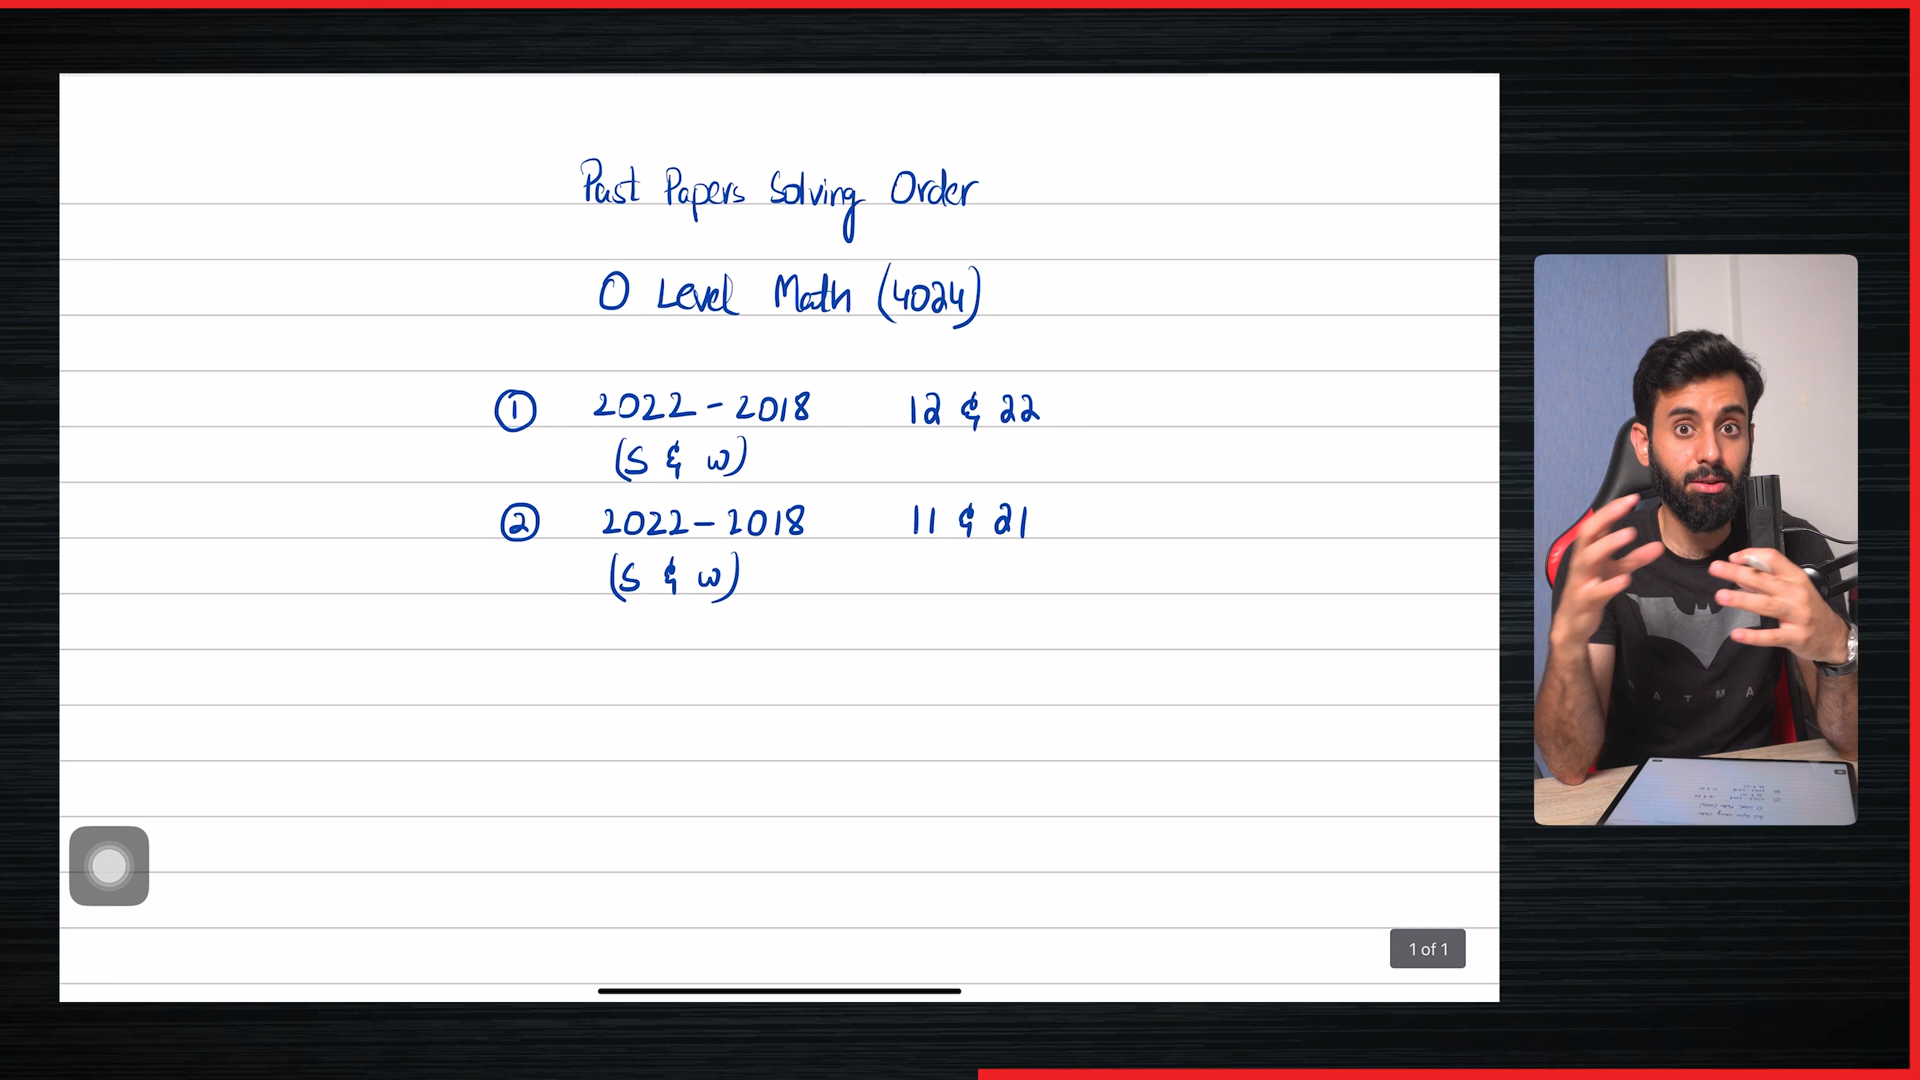 Past Papers Solving Order
O Level Math (4024)
① 2022 - 2018 12 & 22
(S & W)
② 2022 - 2018 11 & 21
(S & W)
1 of 1
ATMA